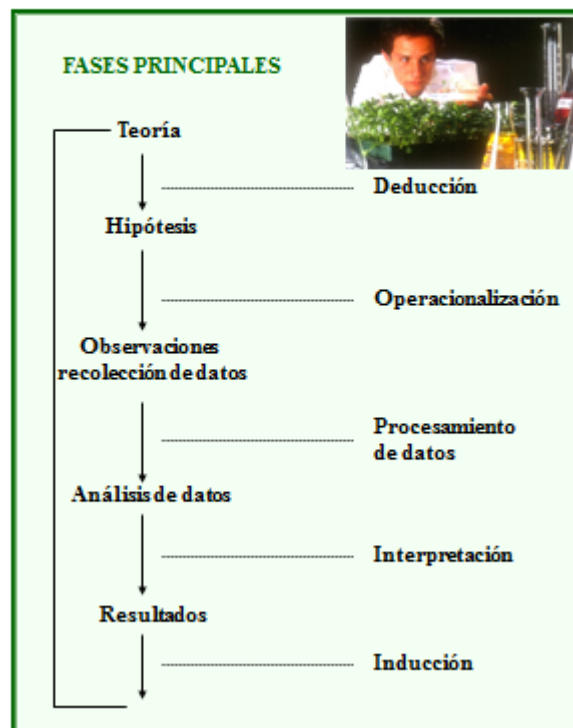 FASES PRINCIPALES
Teoría
Deducción
Hipótesis
Operacionalización
Observaciones
recolección de datos
Procesamiento
de datos
Análisis de datos
Interpretación
Resultados
Inducción